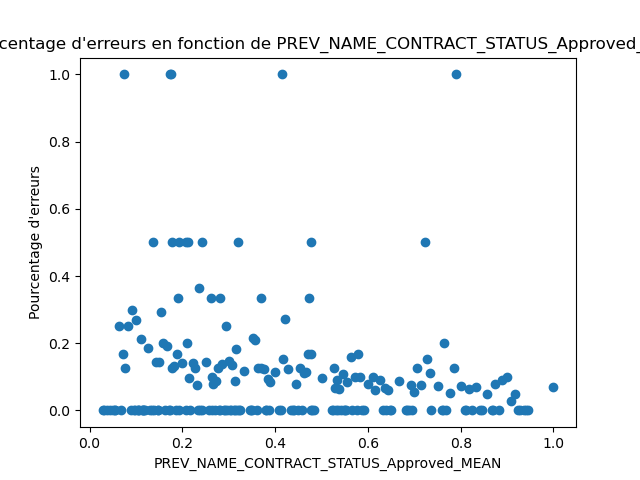 centage d'erreurs en fonction de PREV_NAME_CONTRACT_STATUS_Approved_
1.0
0.8
0.6
0.4
0.2
0.0
Pourcentage d'erreurs
0.0 0.2 0.4 0.6 0.8 1.0
PREV_NAME_CONTRACT_STATUS_Approved_MEAN